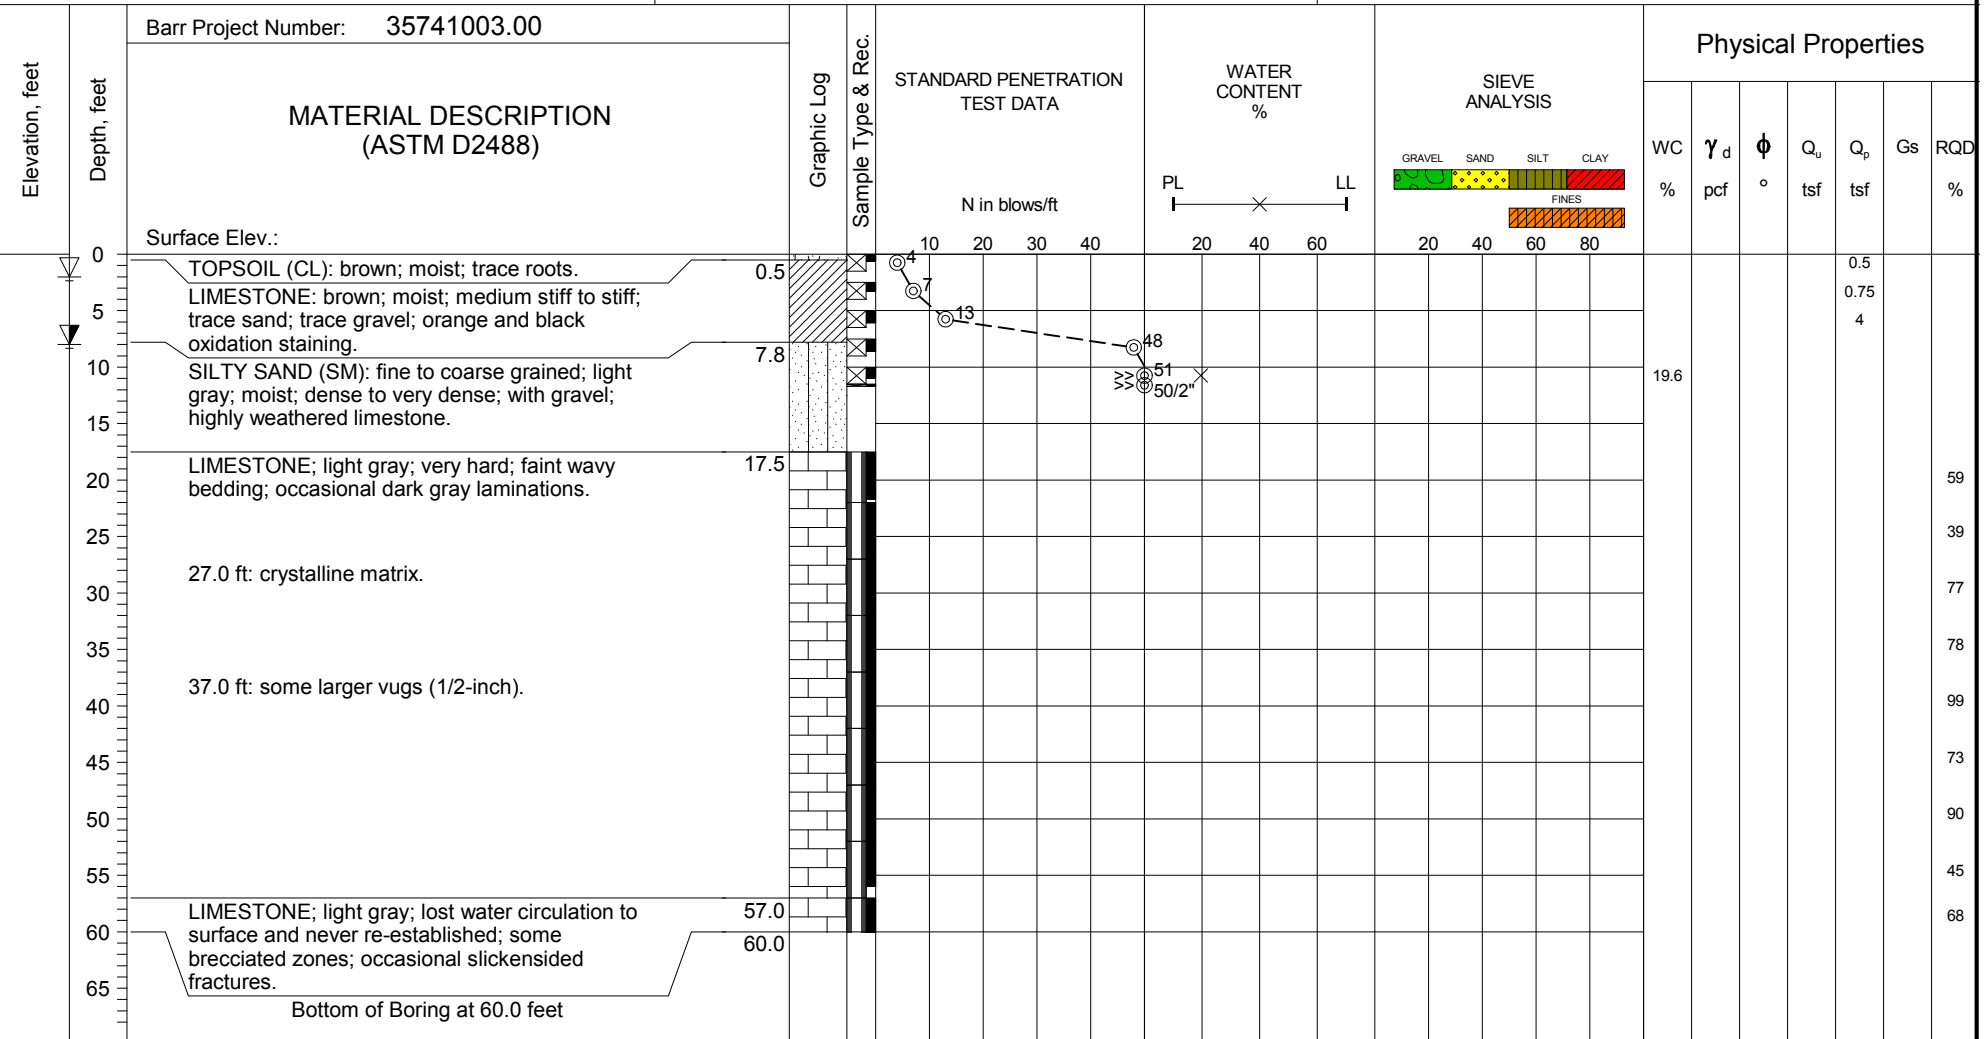 Barr Project Number: 35741003.00
Elevation, feet
Depth, feet
MATERIAL DESCRIPTION
(ASTM D2488)
Surface Elev.:
Graphic Log
Sample Type & Rec.
STANDARD PENETRATION
TEST DATA
N in blows/ft
10 20 30 40
WATER
CONTENT
%
PL LL
20 40 60
SIEVE
ANALYSIS
GRAVEL SAND SILT CLAY
FINES
20 40 60 80
Physical Properties
WC γ d ϕ Qu Qp Gs RQD
% pcf ° tsf tsf %
0
5
10
15
20
25
30
35
40
45
50
55
60
65
TOPSOIL (CL): brown; moist; trace roots.
0.5
LIMESTONE: brown; moist; medium stiff to stiff;
trace sand; trace gravel; orange and black
oxidation staining.
7.8
SILTY SAND (SM): fine to coarse grained; light
gray; moist; dense to very dense; with gravel;
highly weathered limestone.
17.5
LIMESTONE; light gray; very hard; faint wavy
bedding; occasional dark gray laminations.
27.0 ft: crystalline matrix.
37.0 ft: some larger vugs (1/2-inch).
57.0
LIMESTONE; light gray; lost water circulation to
surface and never re-established; some
brecciated zones; occasional slickensided
fractures.
60.0
Bottom of Boring at 60.0 feet
4
7
13
48
>> 51
>> 50/2"
19.6
0.5
0.75
4
59
39
77
78
99
73
90
45
68